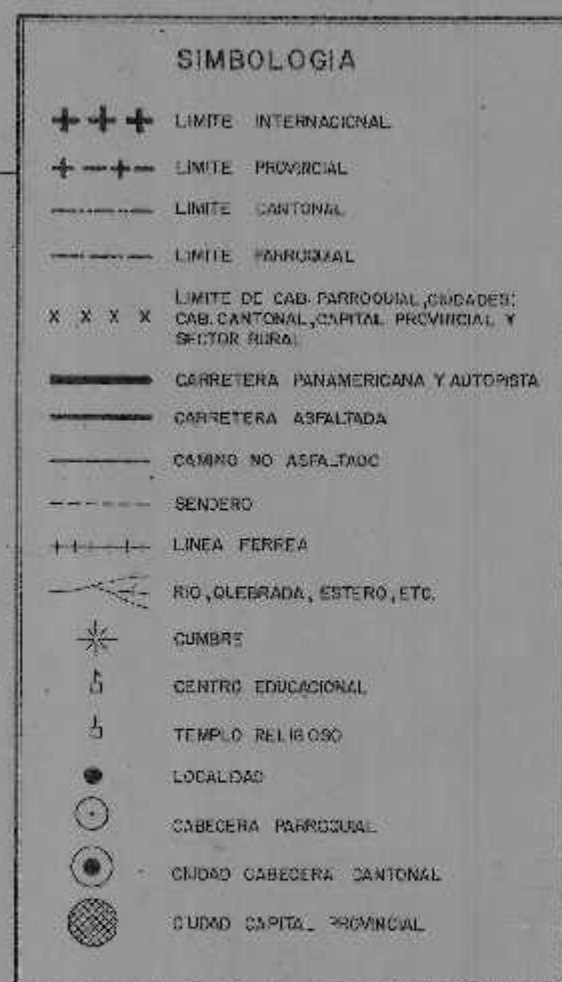 SIMBOLOGIA
LIMITE INTERNACIONAL
LIMITE PROVINCIAL
LIMITE CANTONAL
LIMITE PARROQUIAL
LIMITE DE CAB. PARROQUIAL, CIUDADES:
CAB. CANTONAL, CAPITAL PROVINCIAL Y
SECTOR RURAL
CARRETERA PANAMERICANA Y AUTOPISTA
CARRETERA ASFALTADA
CAMINO NO ASFALTADO
SENDERO
LINEA FERREA
RIO, QUEBRADA, ESTERO, ETC.
CUMBRE
CENTRO EDUCACIONAL
TEMPLO RELIGOSO
LOCALIDAD
CABECERA PARROQUIAL
CIUDAD CABECERA CANTONAL
CIUDAD CAPITAL PROVINCIAL